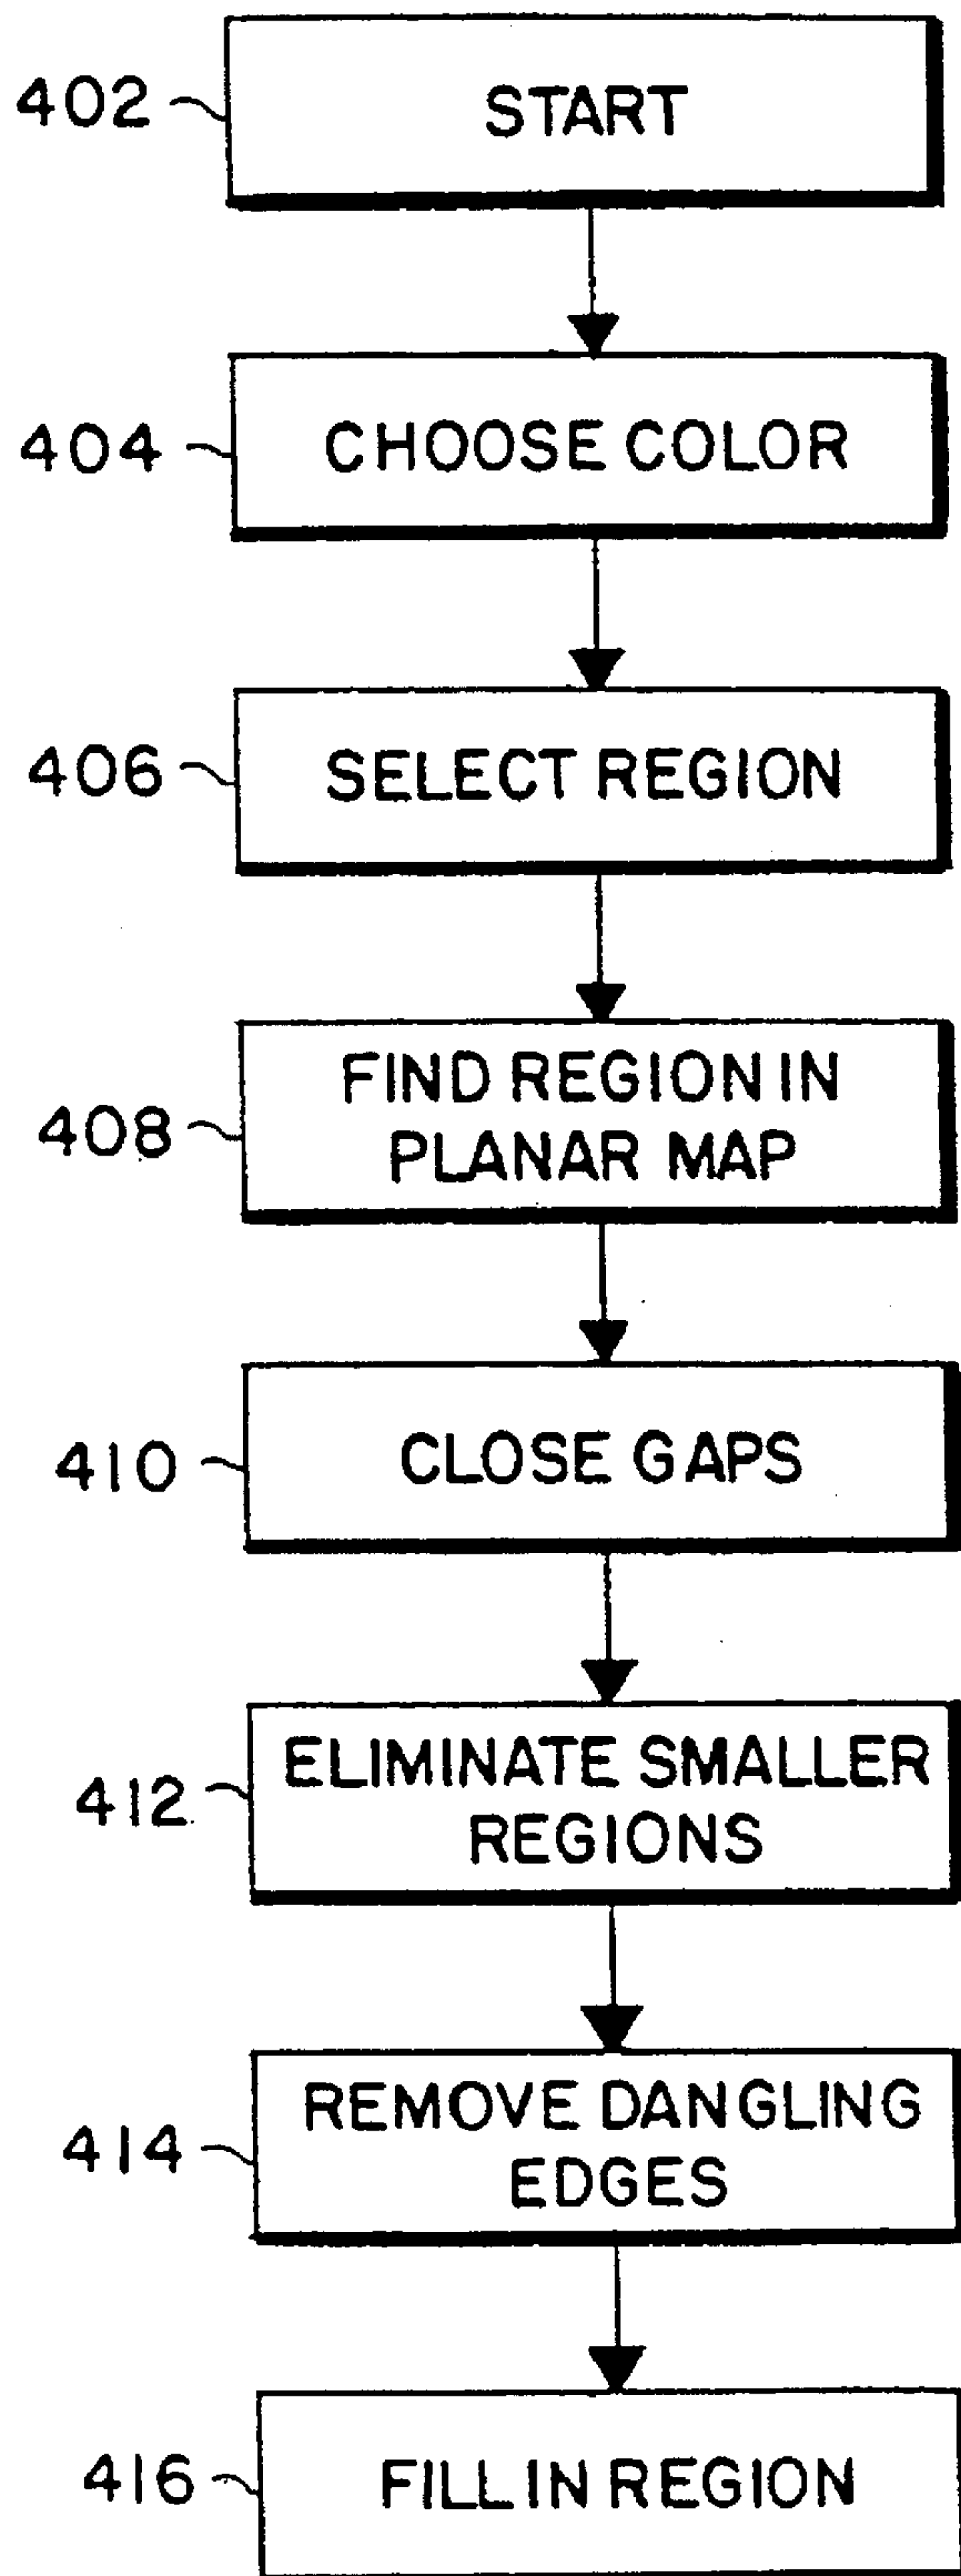 402 START
404 CHOOSE COLOR
406 SELECT REGION
408 FIND REGION IN
PLANAR MAP
410 CLOSE GAPS
412 ELIMINATE SMALLER
REGIONS
414 REMOVE DANGLING
EDGES
416 FILL IN REGION